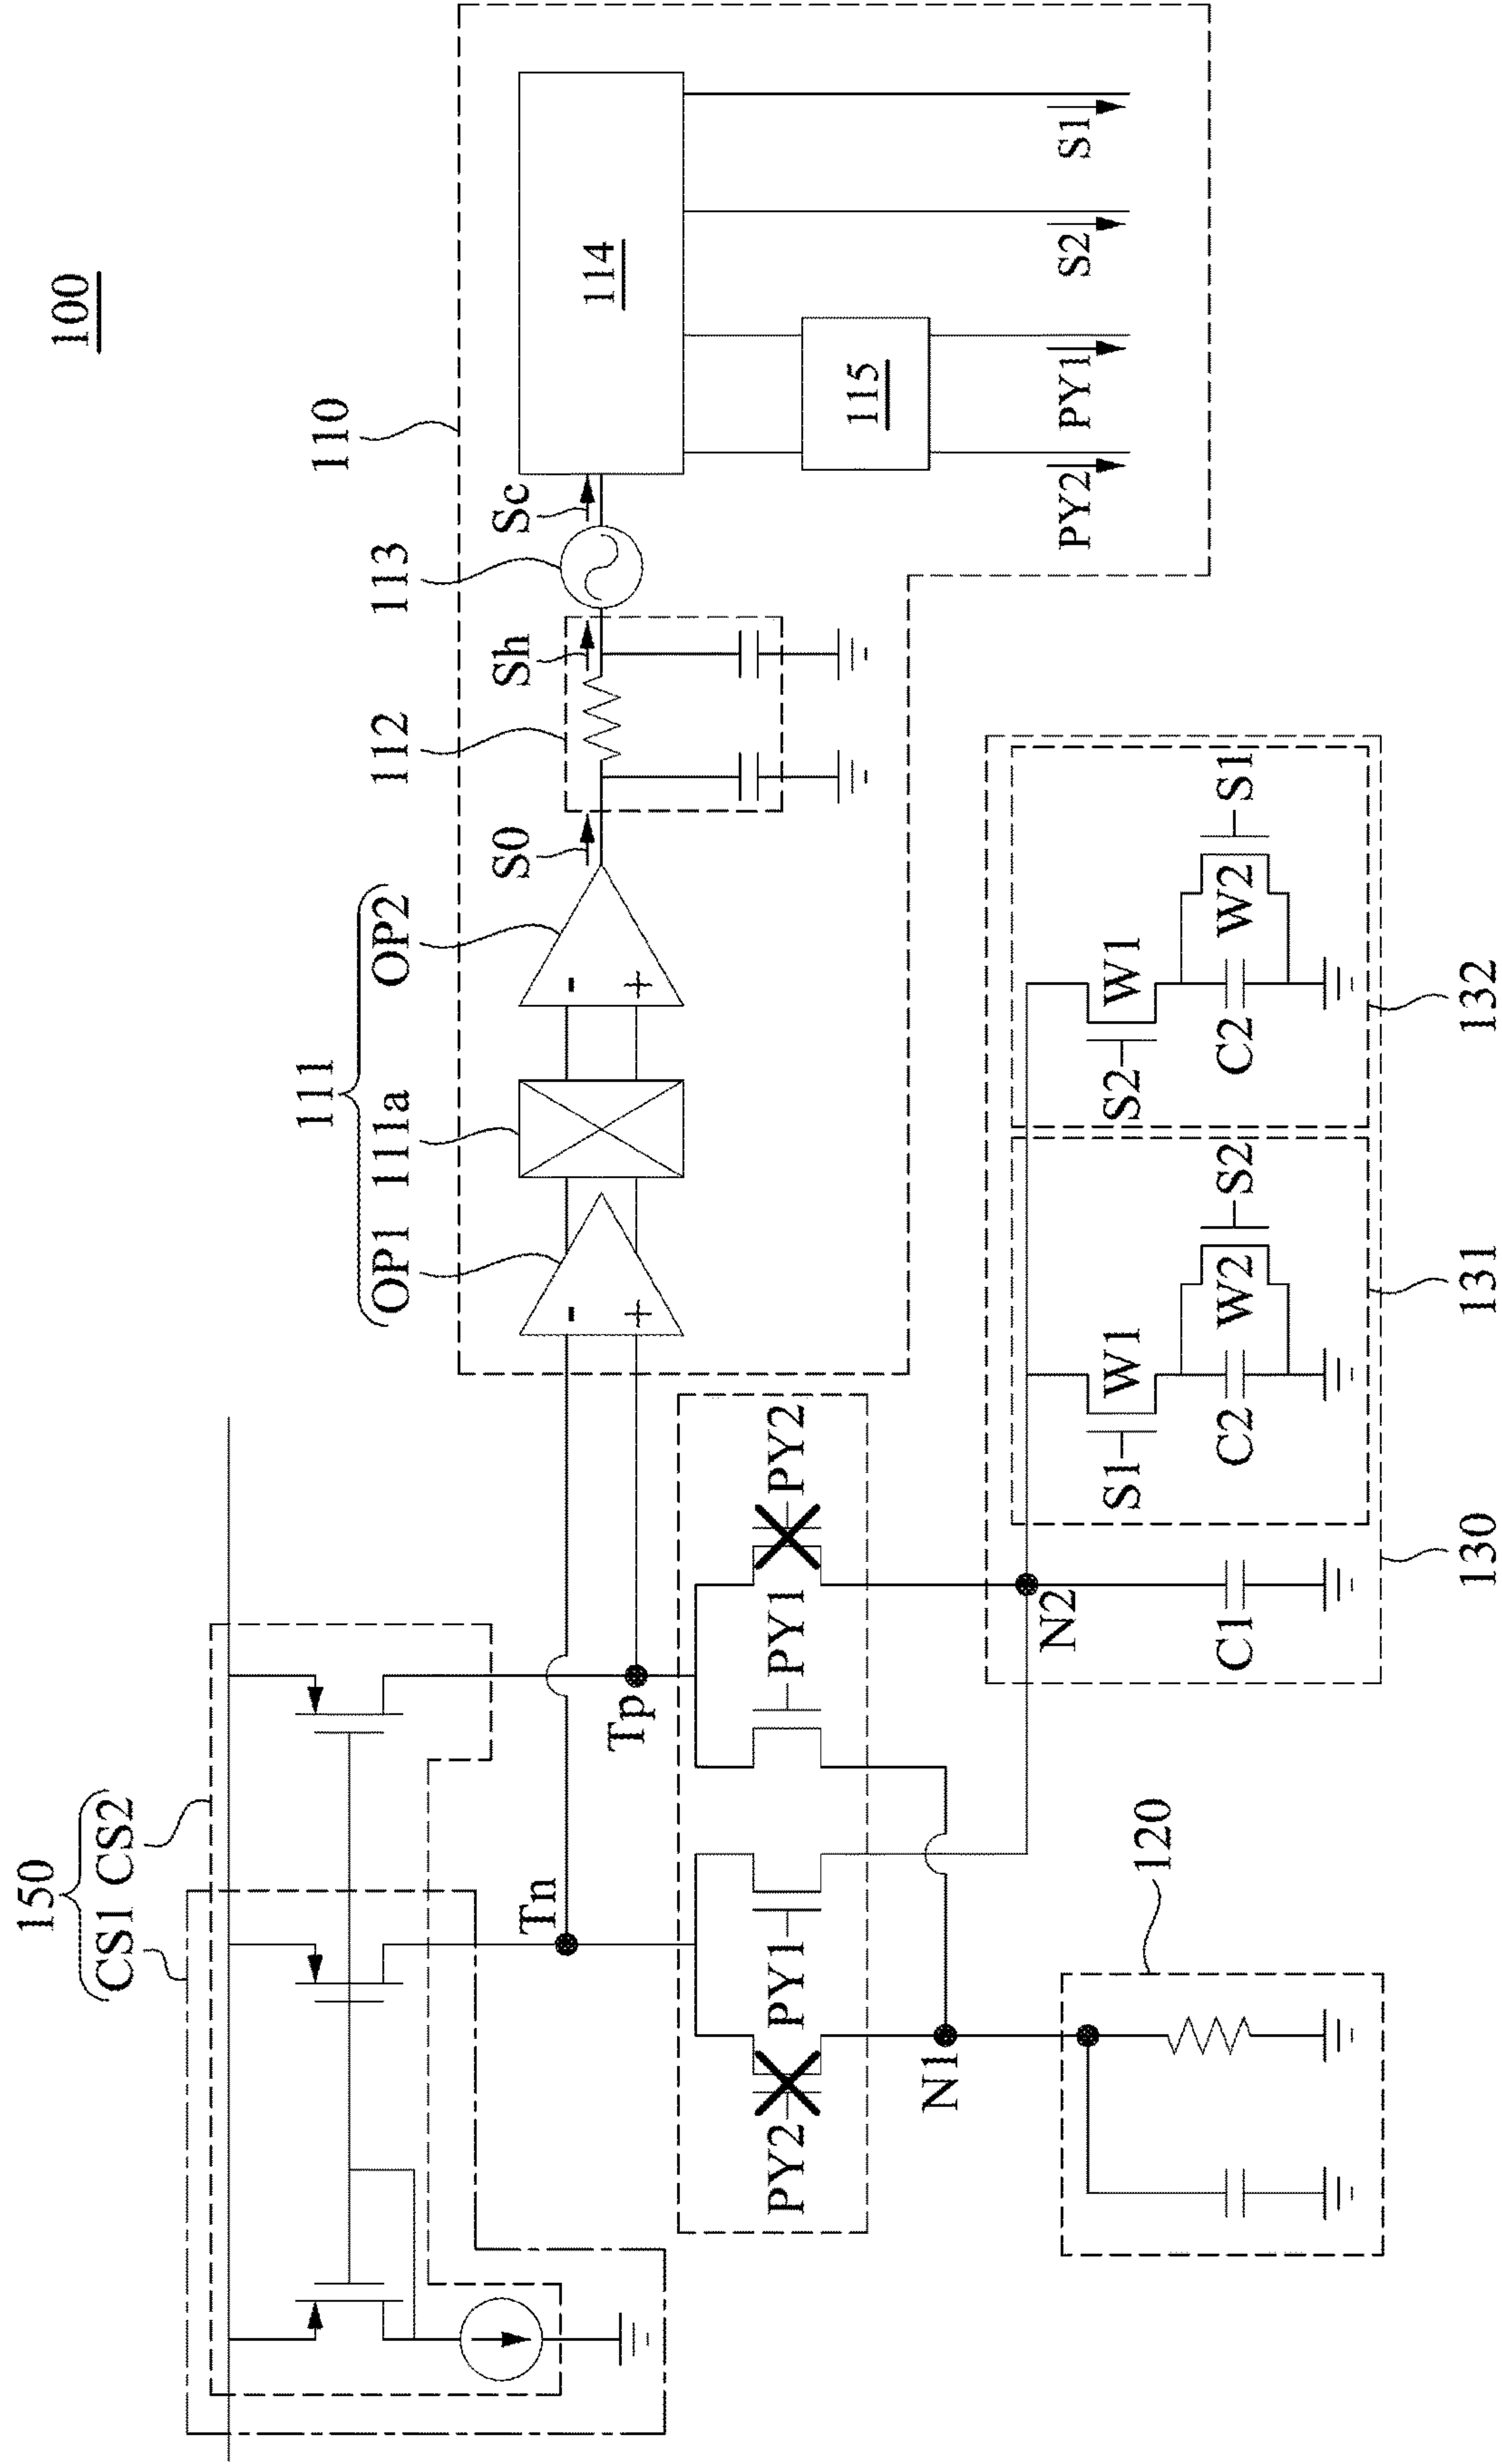 100
150
CS1 CS2
111
OP1 111a OP2
112
113
110
S0
Sh
Sc
-
+
-
+
114
115
PY2
PY1
S2
S1
Tn
Tp
PY2
PY1
PY1
PY2
N1
N2
120
C1
S1
W1
C2
W2
S2
S2
W1
C2
W2
S1
130
131
132